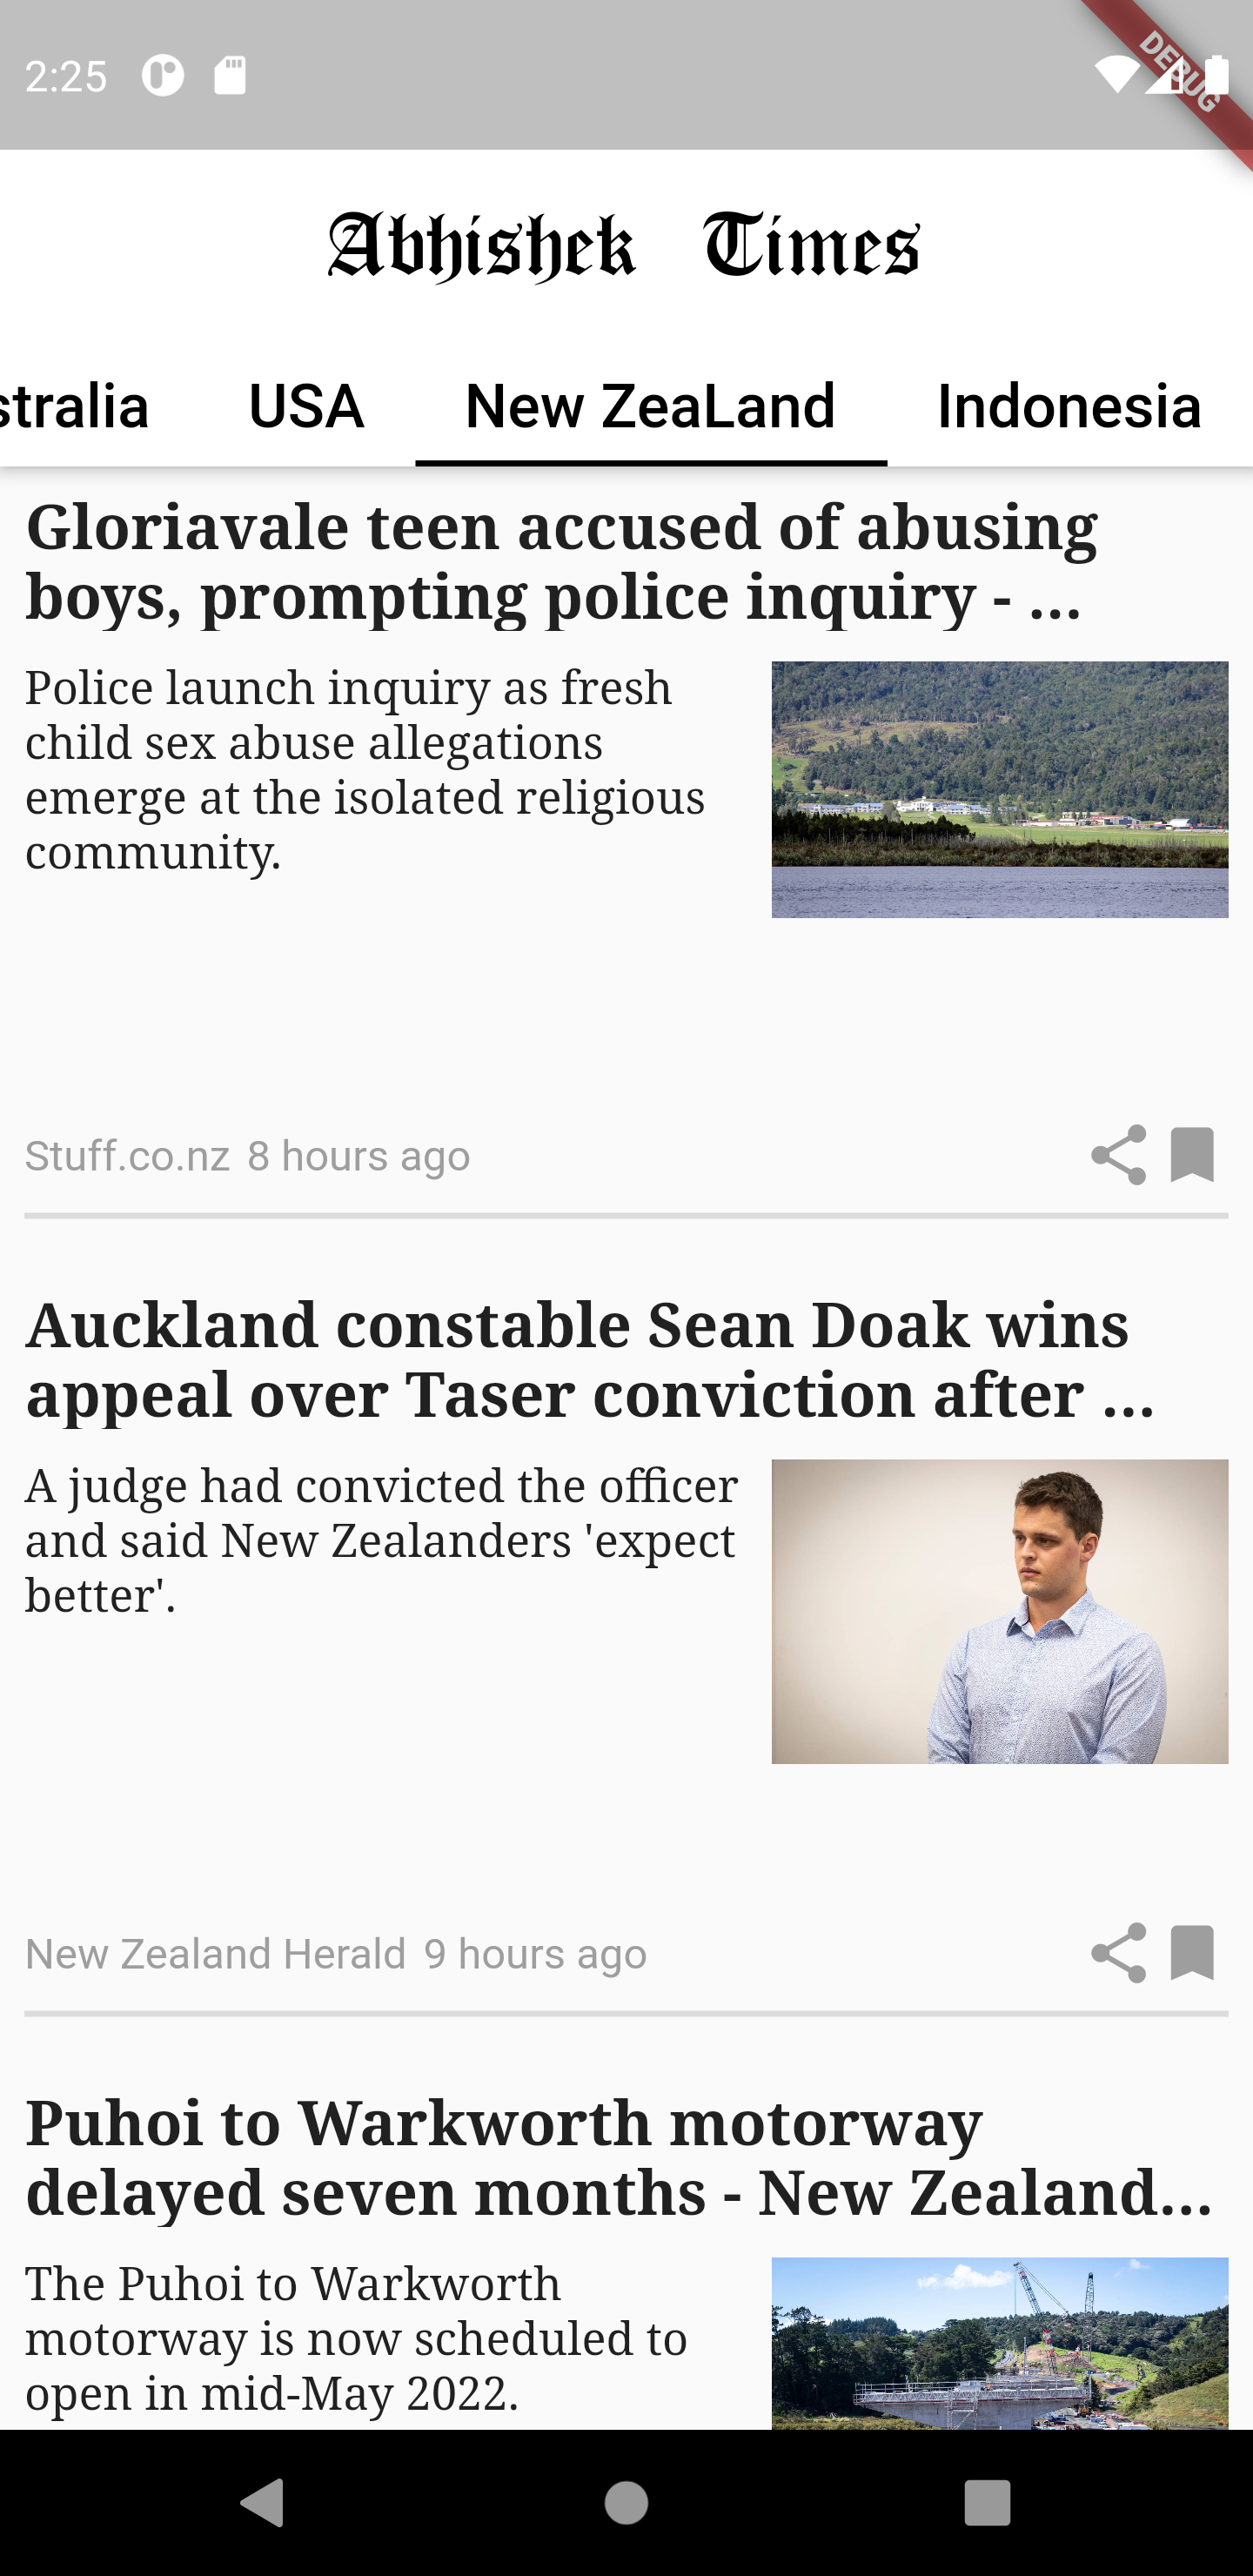 2:25
DEBUG
Abhishek Times
stralia USA New ZeaLand Indonesia
Gloriavale teen accused of abusing
boys, prompting police inquiry - ...
Police launch inquiry as fresh
child sex abuse allegations
emerge at the isolated religious
community.
Stuff.co.nz 8 hours ago
Auckland constable Sean Doak wins
appeal over Taser conviction after ...
A judge had convicted the officer
and said New Zealanders 'expect
better'.
New Zealand Herald 9 hours ago
Puhoi to Warkworth motorway
delayed seven months - New Zealand...
The Puhoi to Warkworth
motorway is now scheduled to
open in mid-May 2022.